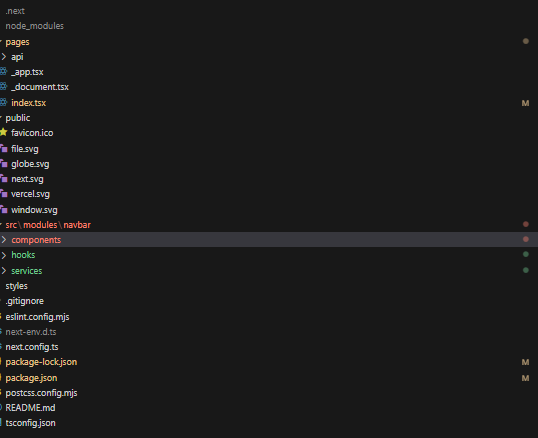 .next
node_modules
pages
api
_app.tsx
_document.tsx
index.tsx M
public
favicon.ico
file.svg
globe.svg
next.svg
vercel.svg
window.svg
src\modules\navbar
components
hooks
services
styles
.gitignore
eslint.config.mjs
next-env.d.ts
next.config.ts
package-lock.json M
package.json M
postcss.config.mjs
README.md
tsconfig.json